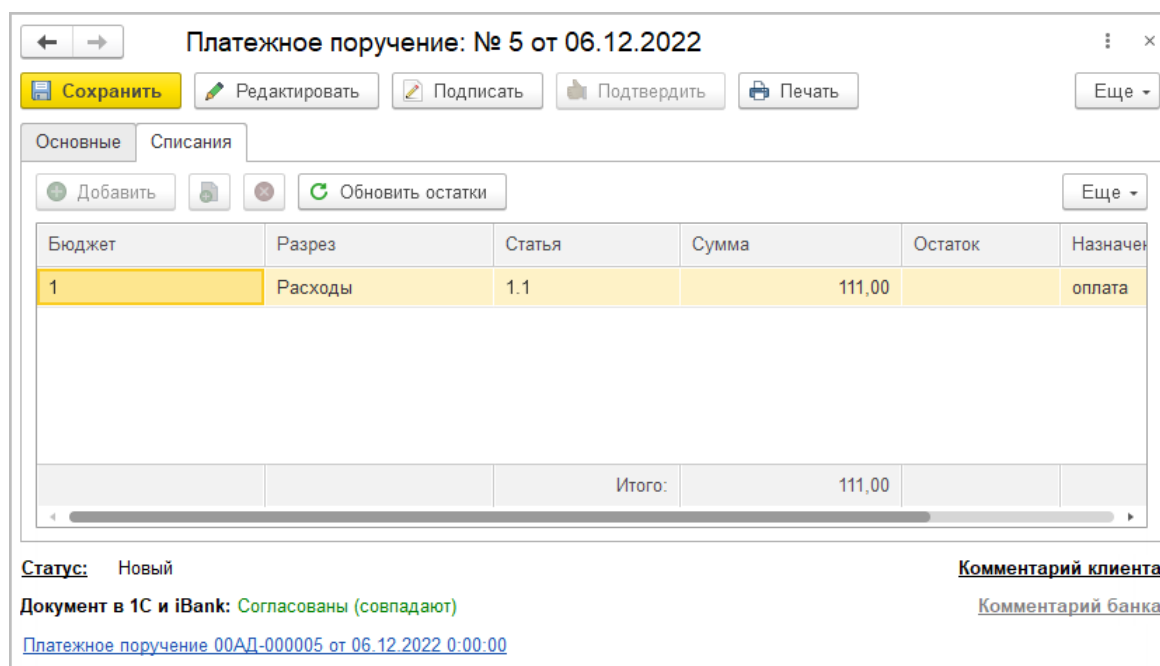 Платежное поручение: № 5 от 06.12.2022
Сохранить Редактировать Подписать Подтвердить Печать Еще
Основные Списания
Добавить Обновить остатки Еще
Бюджет Разрез Статья Сумма Остаток Назначен
1 Расходы 1.1 111,00 оплата
Итого: 111,00
Статус: Новый Комментарий клиента
Документ в 1С и iBank: Согласованы (совпадают) Комментарий банка
Платежное поручение 00АД-000005 от 06.12.2022 0:00:00